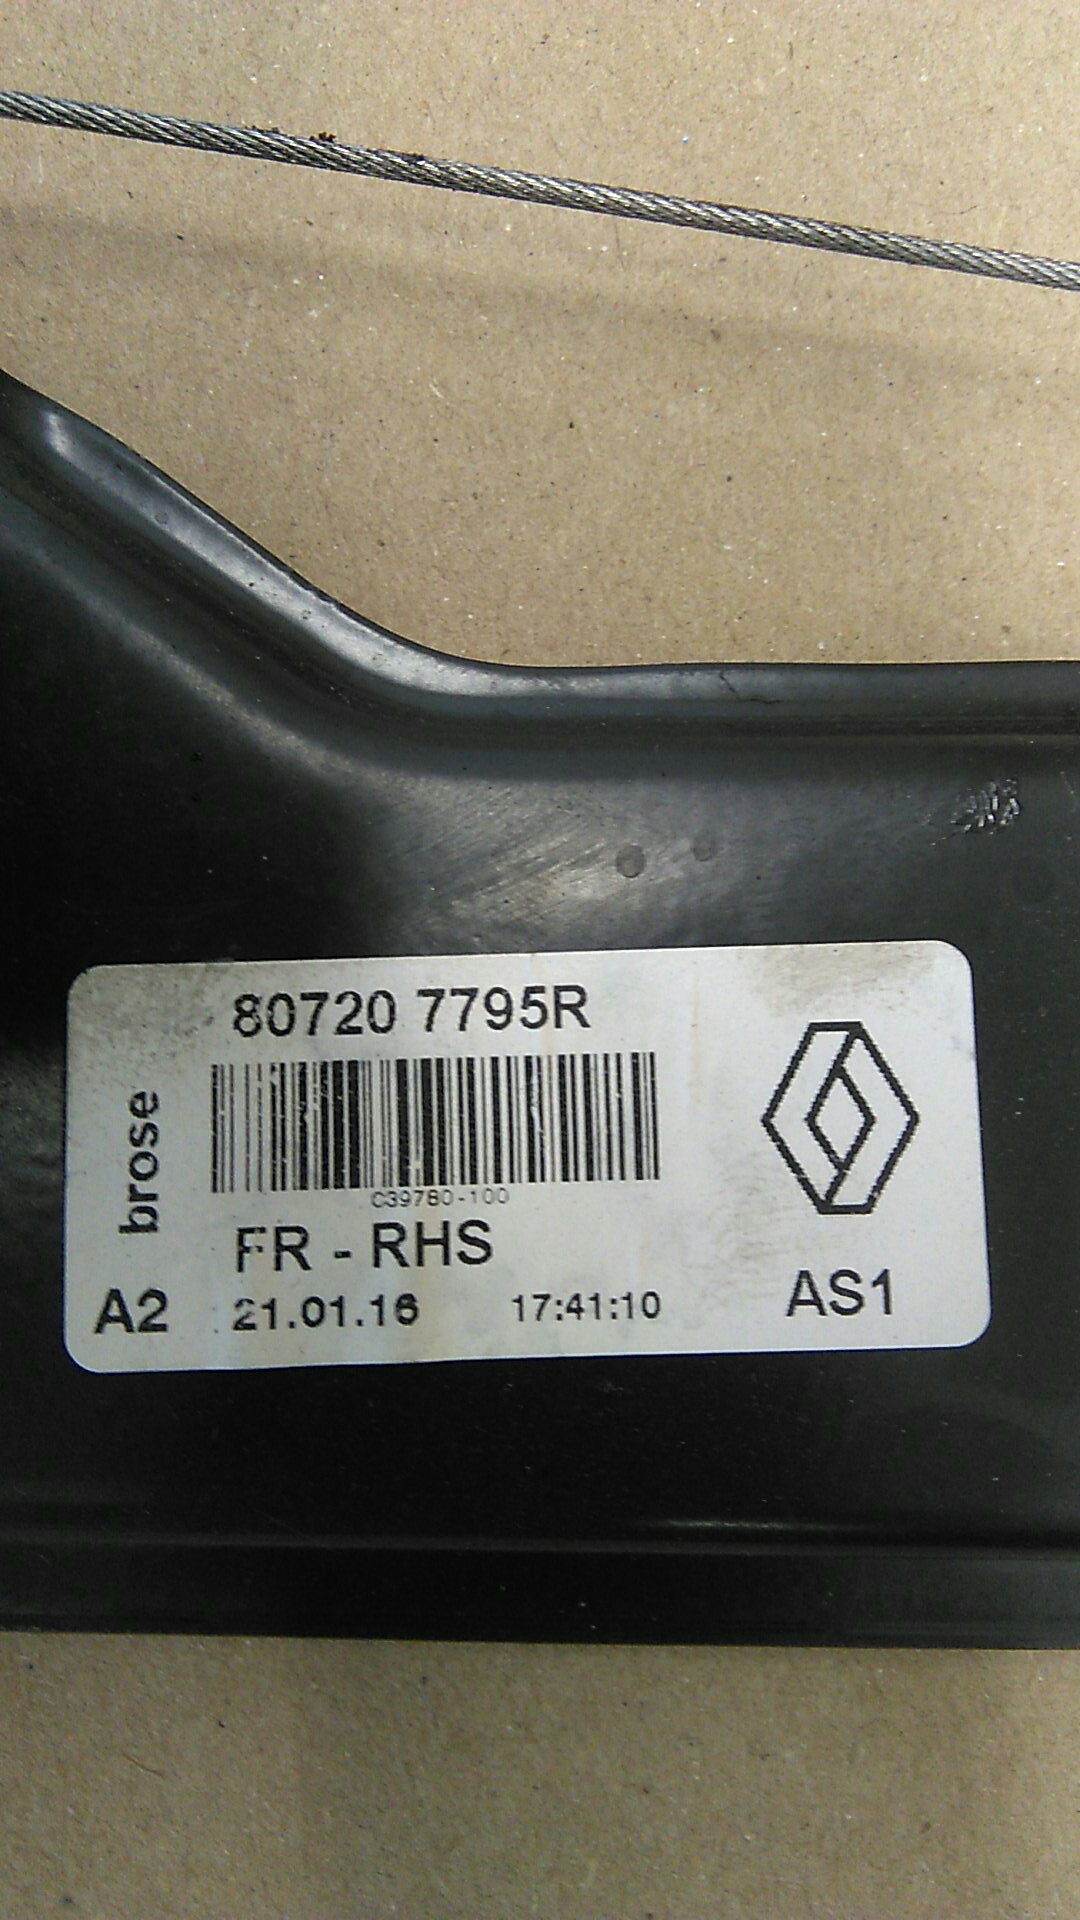 80720 7795R
brose
C39780-100
FR - RHS
A2
21.01.16 17:41:10
AS1